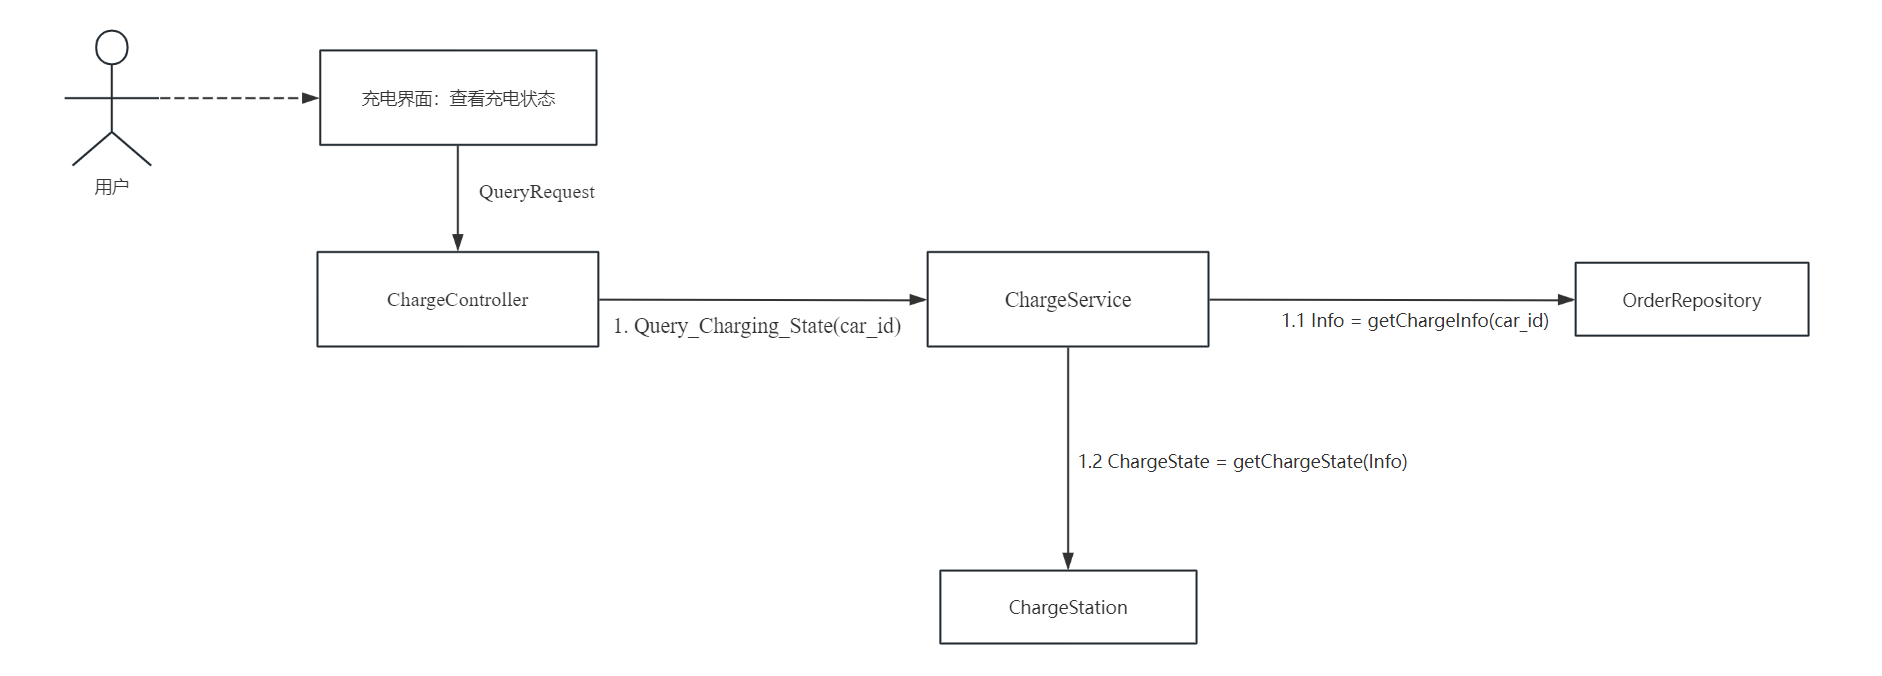 充电界面：查看充电状态
用户
QueryRequest
ChargeController
1. Query_Charging_State(car_id)
ChargeService
1.1 Info = getChargeInfo(car_id)
OrderRepository
1.2 ChargeState = getChargeState(Info)
ChargeStation